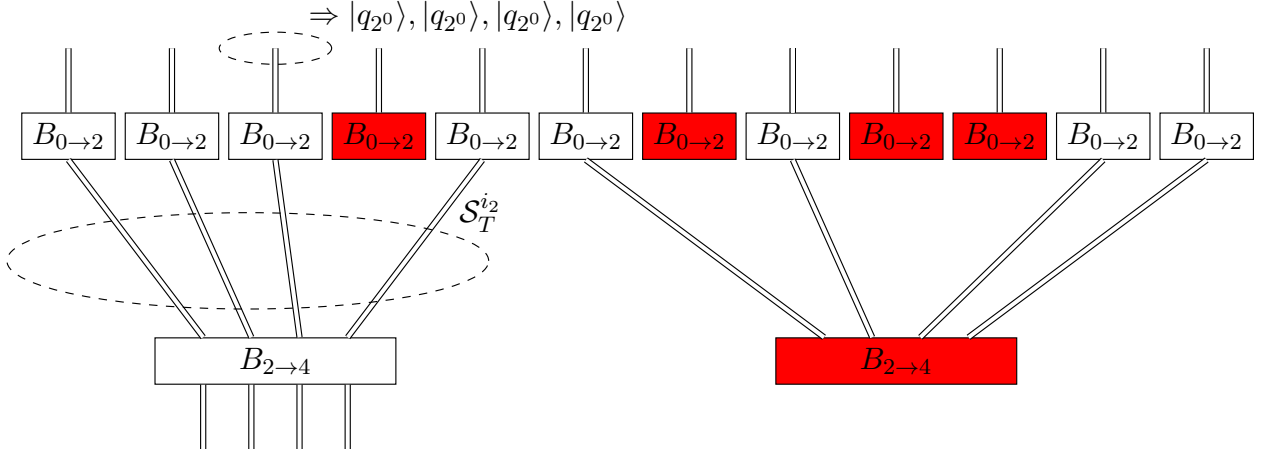 ⇒ |q_{2^0}⟩, |q_{2^0}⟩, |q_{2^0}⟩, |q_{2^0}⟩
B_{0→2} B_{0→2} B_{0→2} B_{0→2} B_{0→2} B_{0→2} B_{0→2} B_{0→2} B_{0→2} B_{0→2} B_{0→2} B_{0→2}
𝒮_T^{i_2}
B_{2→4} B_{2→4}